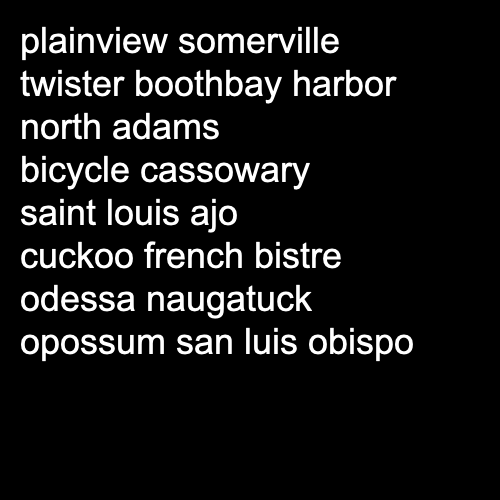 plainview somerville
twister boothbay harbor
north adams
bicycle cassowary
saint louis ajo
cuckoo french bistre
odessa naugatuck
opossum san luis obispo